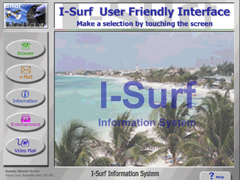 I-Surf User Friendly Interface
Make a selection by touching the screen
Browser
e-Mail
Information
Entertainment
Video Mail
I-Surf
Information System
I-Surf Information System
Help